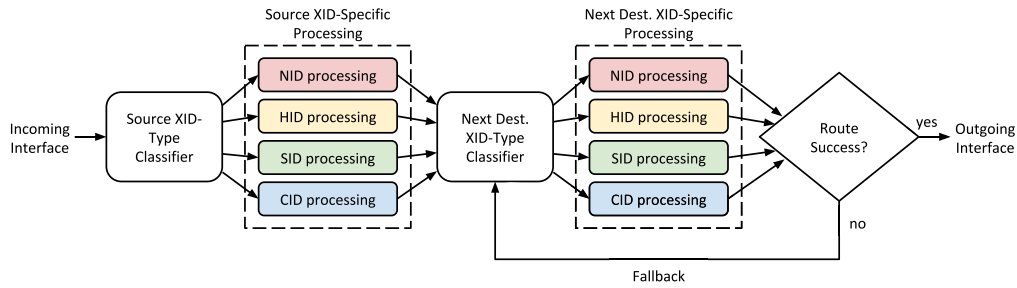 Source XID-Specific
Processing
Next Dest. XID-Specific
Processing
Incoming
Interface
Source XID-
Type
Classifier
NID processing
HID processing
SID processing
CID processing
Next Dest.
XID-Type
Classifier
NID processing
HID processing
SID processing
CID processing
Route
Success?
yes
Outgoing
Interface
no
Fallback